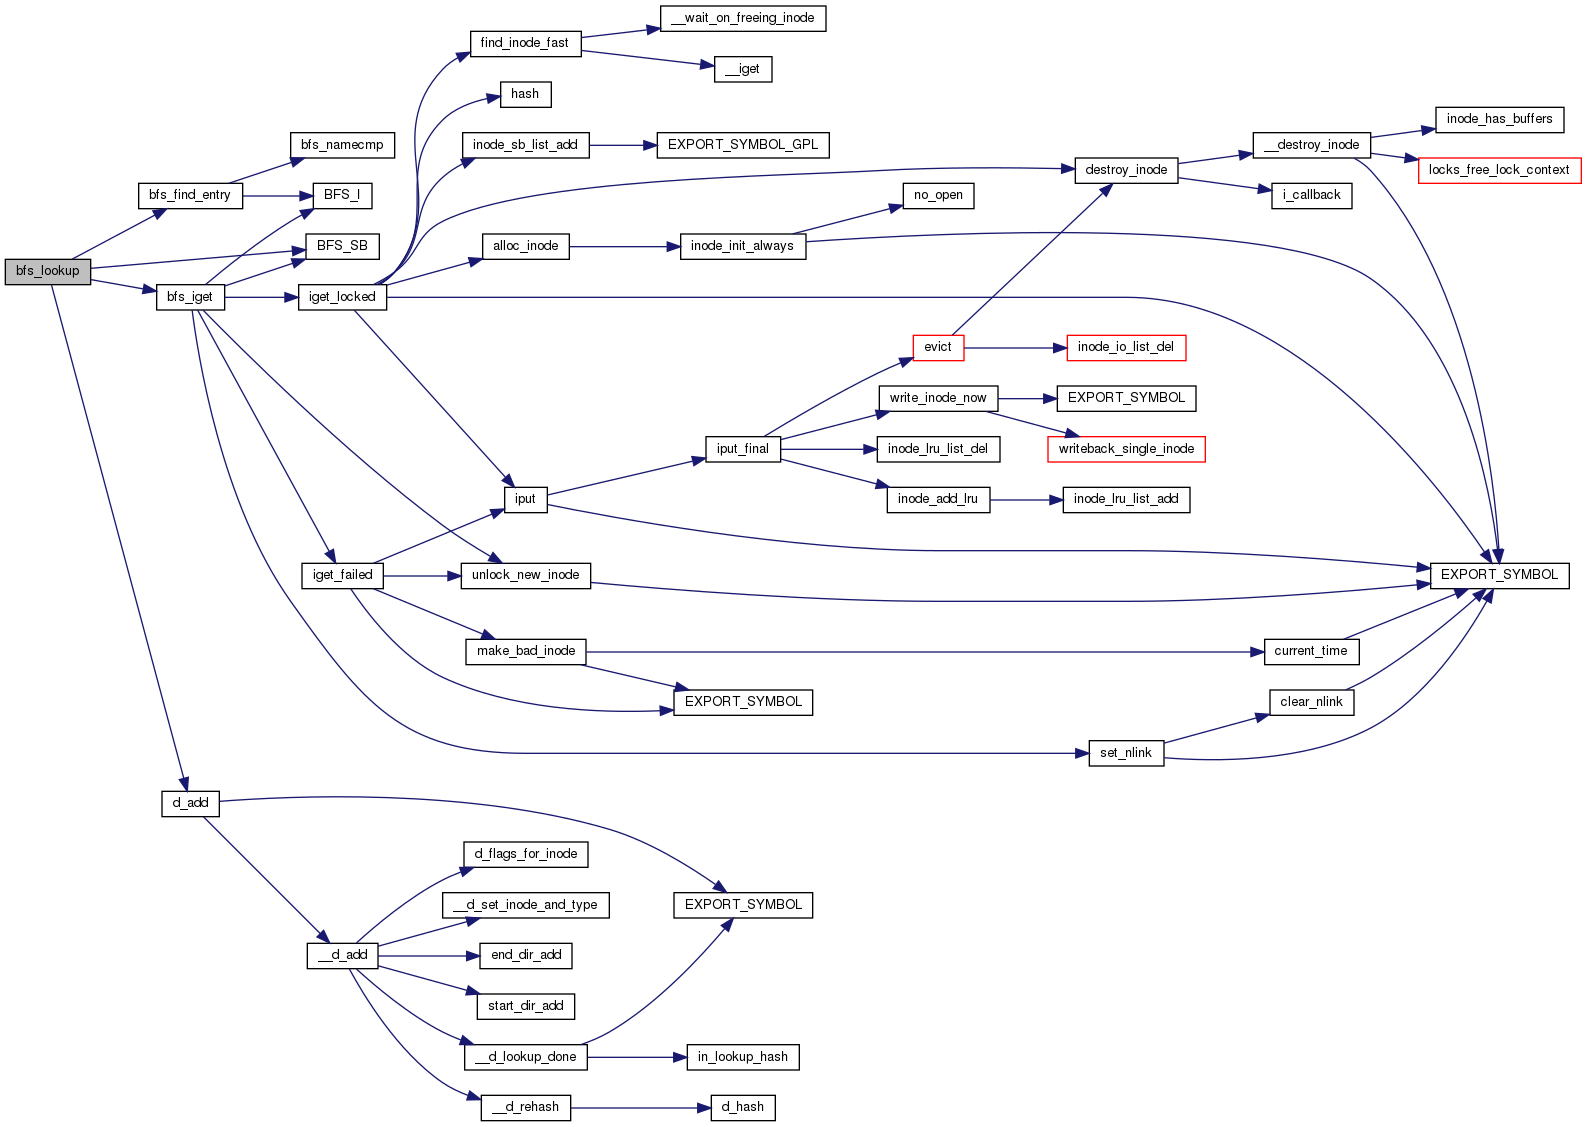 __wait_on_freeing_inode
find_inode_fast
__iget
hash
inode_has_buffers
bfs_namecmp
inode_sb_list_add
EXPORT_SYMBOL_GPL
__destroy_inode
destroy_inode
locks_free_lock_context
bfs_find_entry
BFS_I
no_open
i_callback
BFS_SB
alloc_inode
inode_init_always
bfs_lookup
bfs_iget
iget_locked
evict
inode_io_list_del
write_inode_now
EXPORT_SYMBOL
iput_final
inode_lru_list_del
writeback_single_inode
iput
inode_add_lru
inode_lru_list_add
iget_failed
unlock_new_inode
EXPORT_SYMBOL
make_bad_inode
current_time
EXPORT_SYMBOL
clear_nlink
set_nlink
d_add
d_flags_for_inode
__d_set_inode_and_type
EXPORT_SYMBOL
__d_add
end_dir_add
start_dir_add
__d_lookup_done
in_lookup_hash
__d_rehash
d_hash